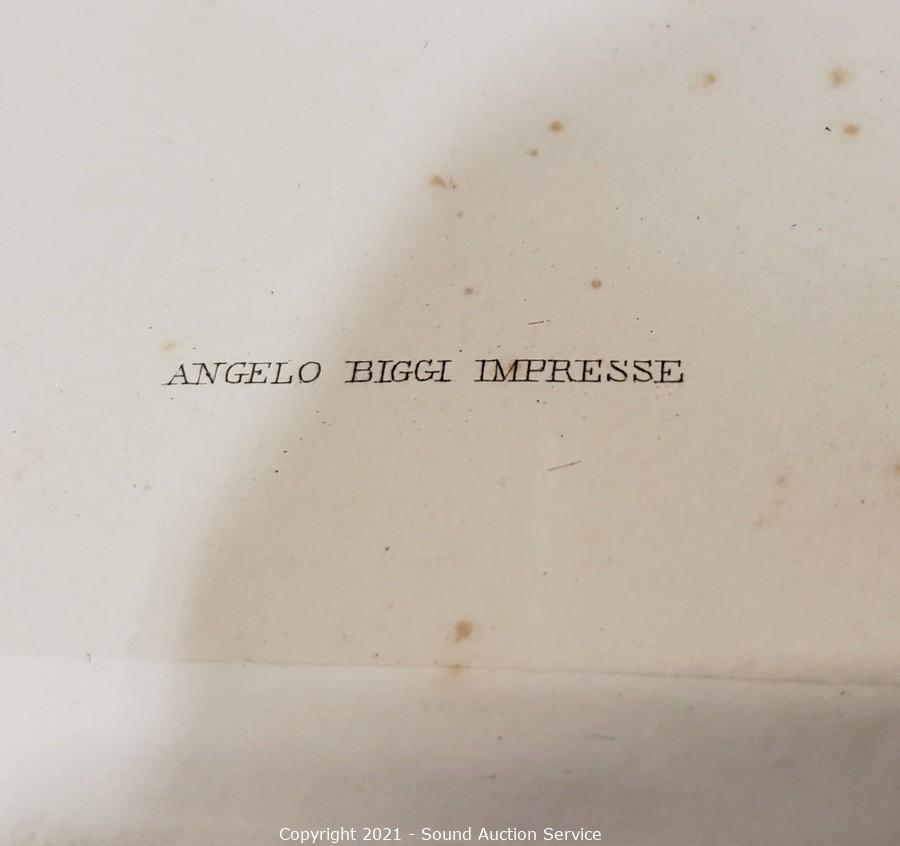 ANGELO BIGGI IMPRESSE
Copyright 2021 - Sound Auction Service